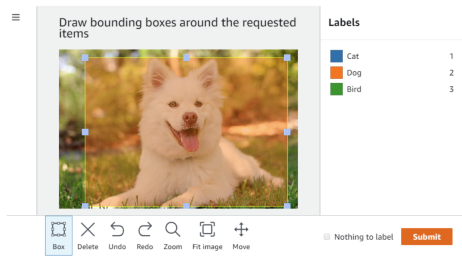 Draw bounding boxes around the requested
items
Labels
Cat 1
Dog 2
Bird 3
Box Delete Undo Redo Zoom Fit image Move
Nothing to label Submit